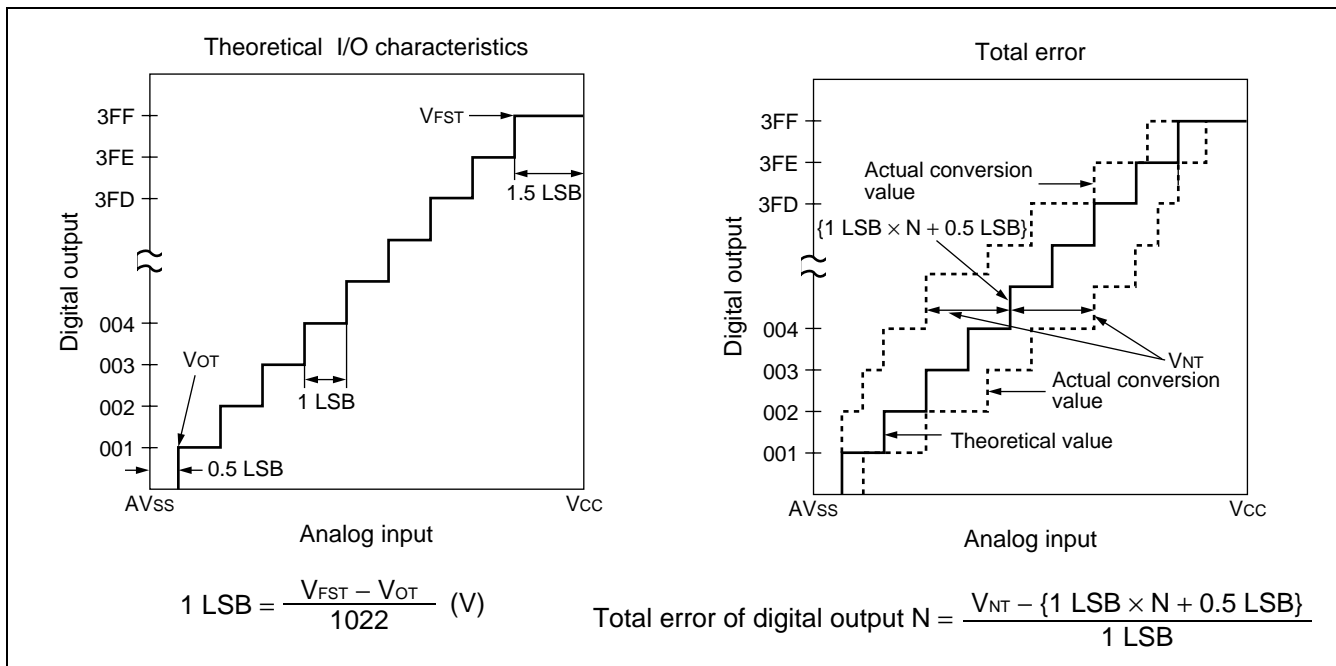 Theoretical I/O characteristics
3FF
3FE
3FD
004
003
002
001
Digital output
VFST
1.5 LSB
VOT
1 LSB
0.5 LSB
AVss
Vcc
Analog input
1 LSB = VFST – VOT / 1022 (V)
Total error
3FF
3FE
3FD
004
003
002
001
Digital output
Actual conversion
value
{1 LSB × N + 0.5 LSB}
VNT
Actual conversion
value
Theoretical value
AVss
Vcc
Analog input
Total error of digital output N = VNT – {1 LSB × N + 0.5 LSB} / 1 LSB